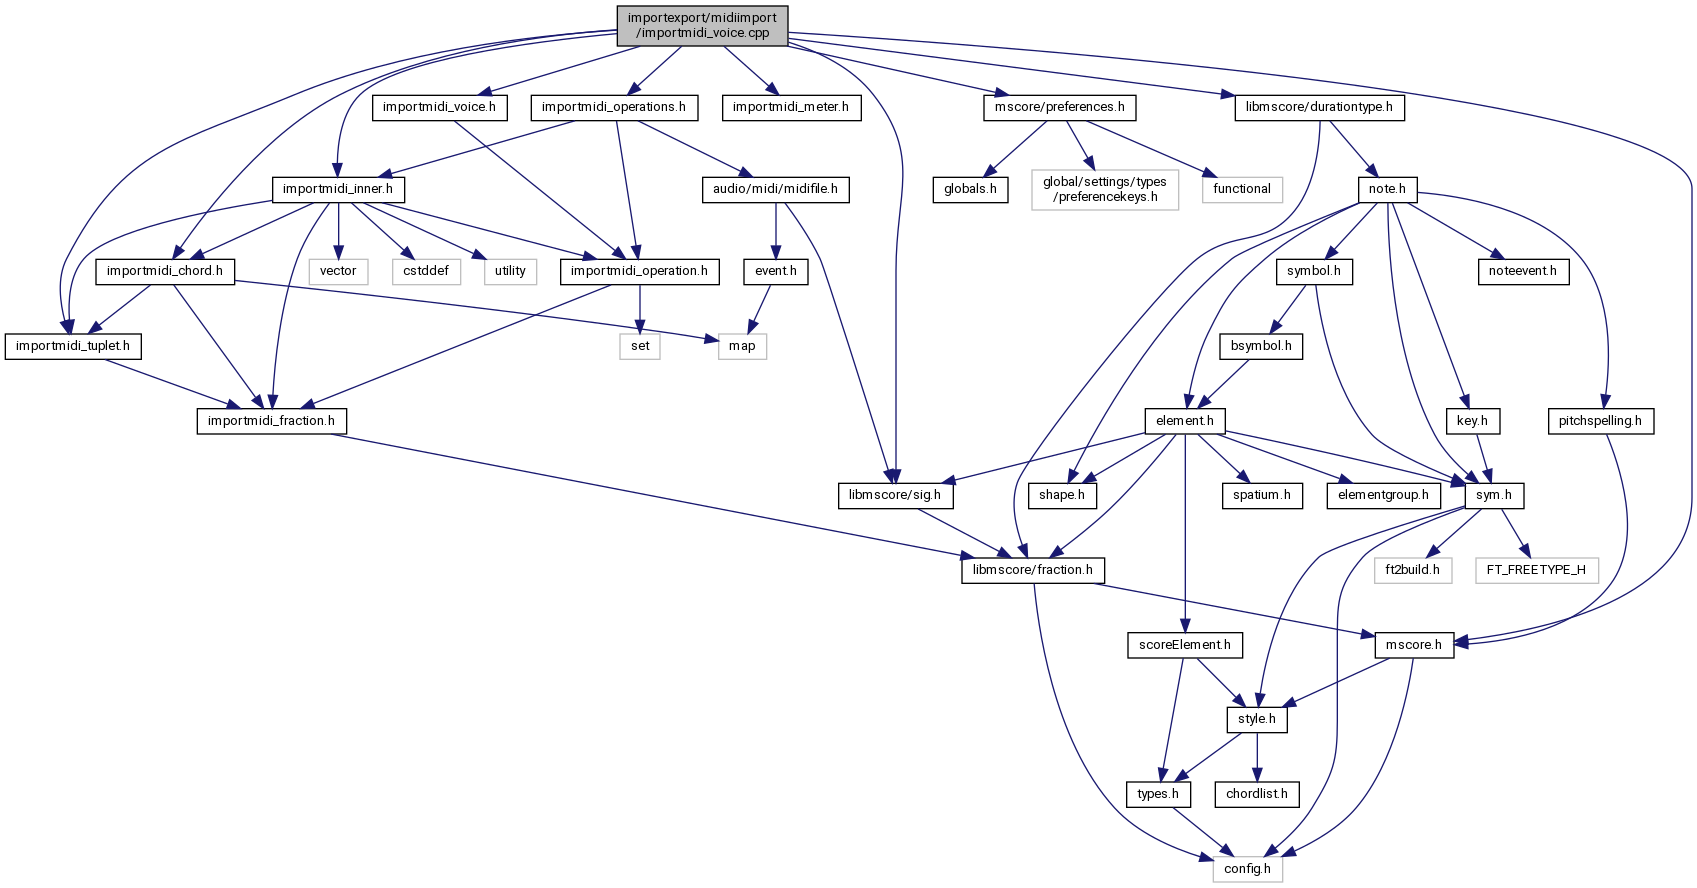 importexport/midiimport
/importmidi_voice.cpp
importmidi_voice.h
importmidi_operations.h
importmidi_meter.h
mscore/preferences.h
libmscore/durationtype.h
importmidi_inner.h
audio/midi/midifile.h
globals.h
global/settings/types
/preferencekeys.h
functional
note.h
importmidi_chord.h
vector
cstddef
utility
importmidi_operation.h
event.h
symbol.h
noteevent.h
importmidi_tuplet.h
set
map
bsymbol.h
importmidi_fraction.h
element.h
key.h
pitchspelling.h
libmscore/sig.h
shape.h
spatium.h
elementgroup.h
sym.h
libmscore/fraction.h
ft2build.h
FT_FREETYPE_H
scoreElement.h
mscore.h
style.h
types.h
chordlist.h
config.h